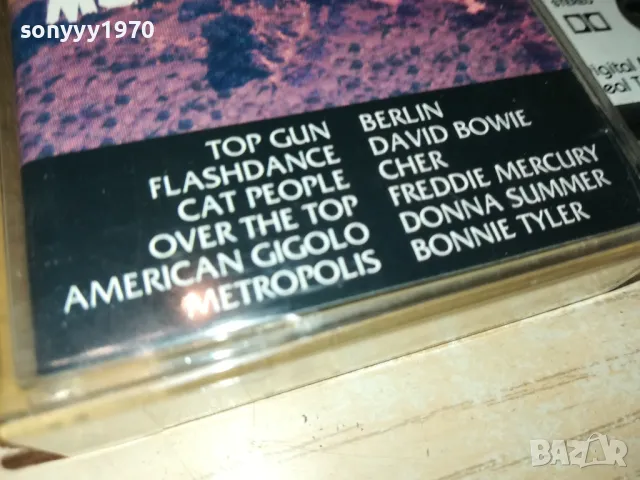 sonyyy1970
STEREO
TOP GUN BERLIN
FLASHDANCE DAVID BOWIE
CAT PEOPLE CHER
OVER THE TOP FREDDIE MERCURY
AMERICAN GIGOLO DONNA SUMMER
METROPOLIS BONNIE TYLER
BAZAR